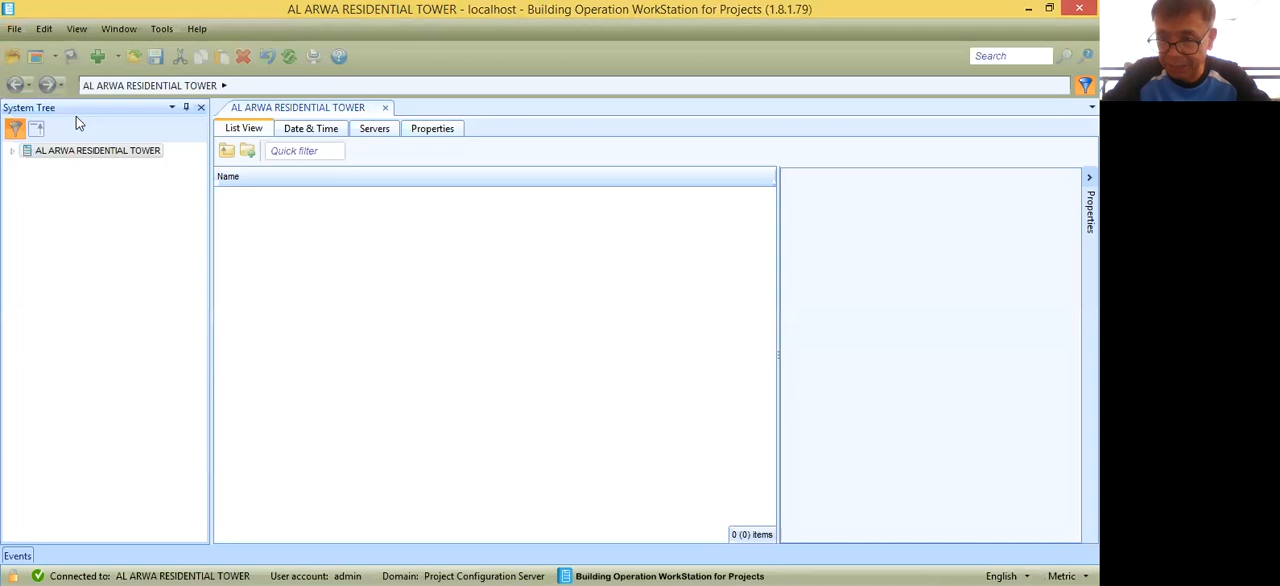 AL ARWA RESIDENTIAL TOWER - localhost - Building Operation WorkStation for Projects (1.8.1.79)
File Edit View Window Tools Help
Search
AL ARWA RESIDENTIAL TOWER
System Tree
AL ARWA RESIDENTIAL TOWER
List View Date & Time Servers Properties
AL ARWA RESIDENTIAL TOWER
Quick filter
Name
Properties
0 (0) items
Events
Connected to: AL ARWA RESIDENTIAL TOWER User account: admin Domain: Project Configuration Server Building Operation WorkStation for Projects English Metric